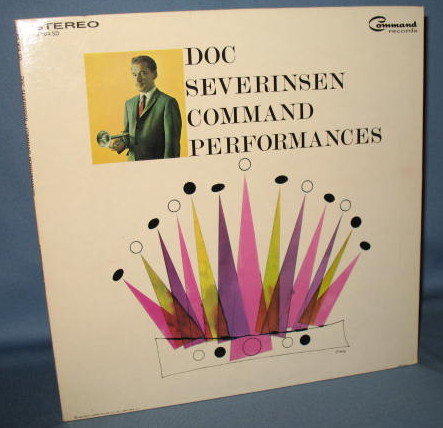 STEREO
Command
records
DOC
SEVERINSEN
COMMAND
PERFORMANCES